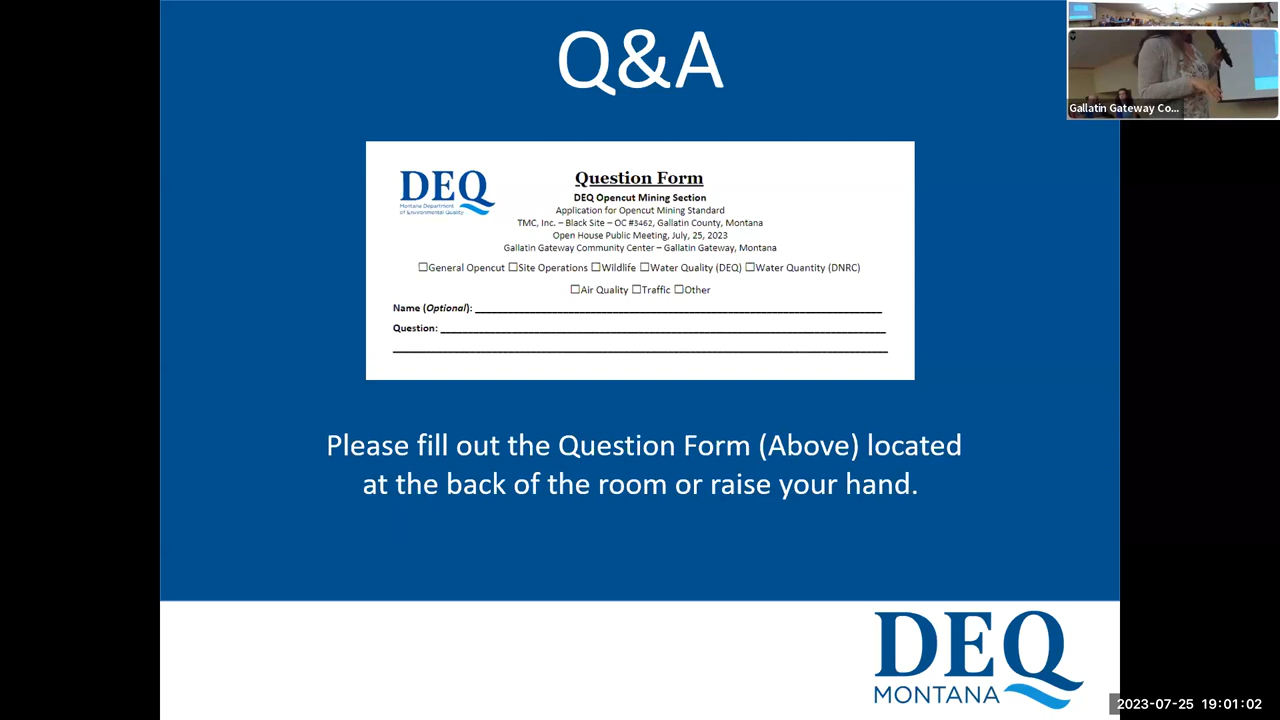 Q&A
DEQ
Montana Department
of Environmental Quality
Question Form
DEQ Opencut Mining Section
Application for Opencut Mining Standard
TMC, Inc. – Black Site – OC #3462, Gallatin County, Montana
Open House Public Meeting, July, 25, 2023
Gallatin Gateway Community Center – Gallatin Gateway, Montana
☐General Opencut ☐Site Operations ☐Wildlife ☐Water Quality (DEQ) ☐Water Quantity (DNRC)
☐Air Quality ☐Traffic ☐Other
Name (Optional):
Question:
Please fill out the Question Form (Above) located
at the back of the room or raise your hand.
DEQ
MONTANA
Gallatin Gateway Co...
2023-07-25 19:01:02